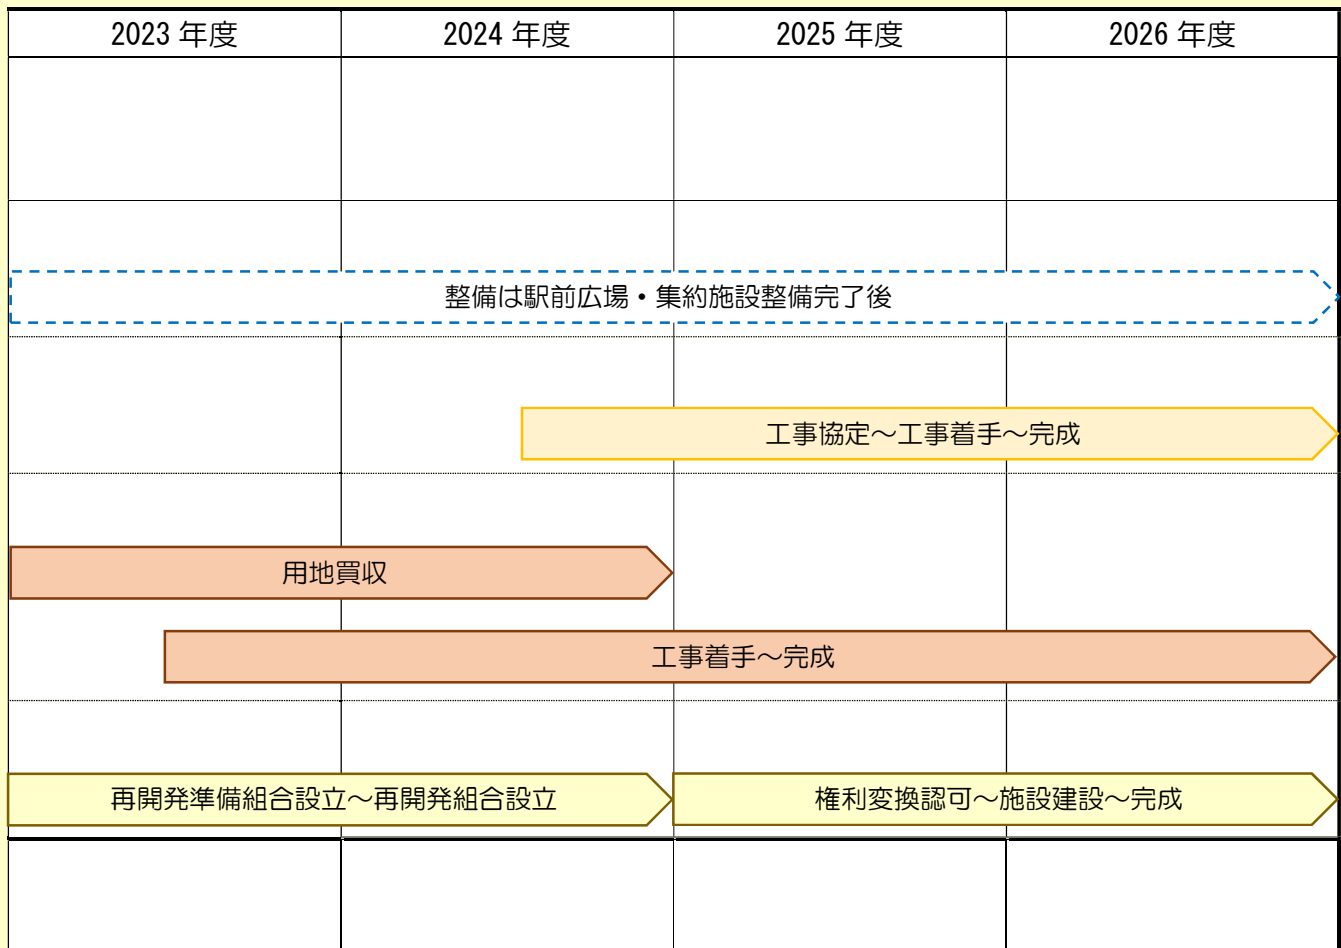 2023 年度
2024 年度
2025 年度
2026 年度
整備は駅前広場・集約施設整備完了後
工事協定～工事着手～完成
用地買収
工事着手～完成
再開発準備組合設立～再開発組合設立
権利変換認可～施設建設～完成